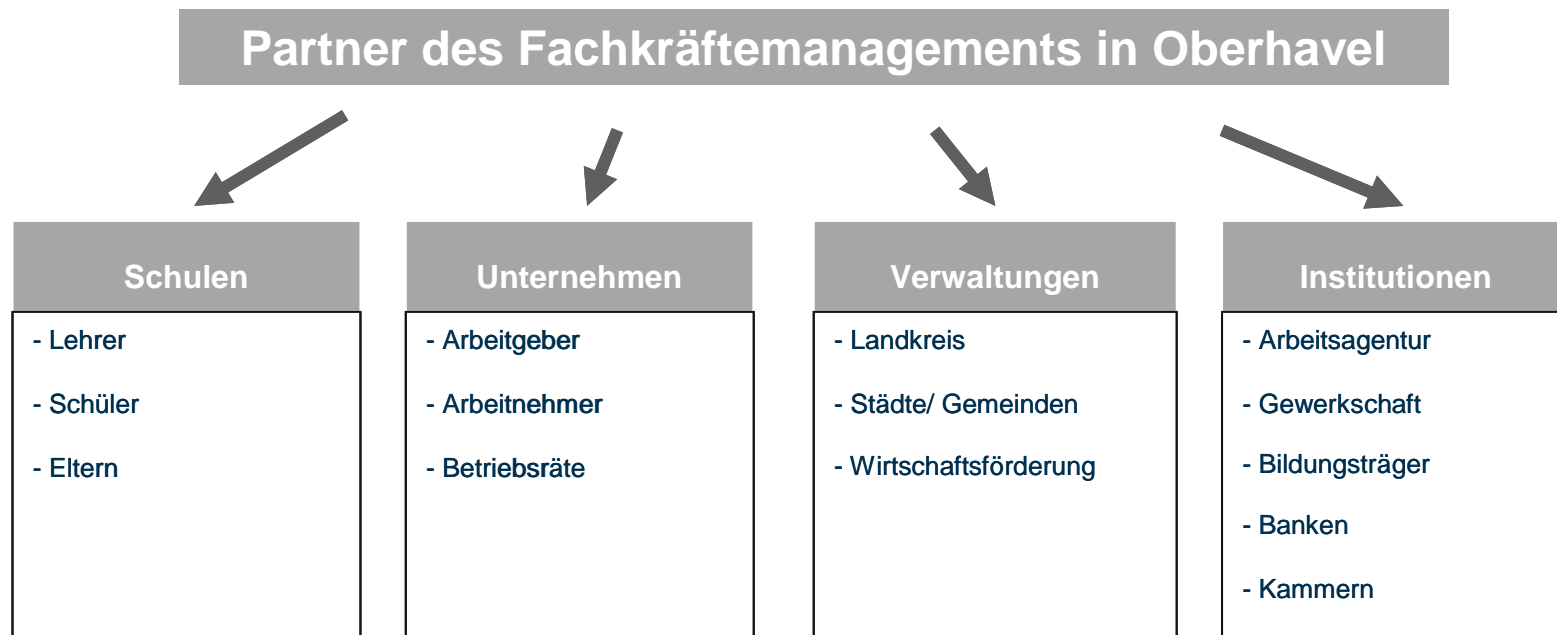 Partner des Fachkräftemanagements in Oberhavel
Schulen
- Lehrer
- Schüler
- Eltern
Unternehmen
- Arbeitgeber
- Arbeitnehmer
- Betriebsräte
Verwaltungen
- Landkreis
- Städte/ Gemeinden
- Wirtschaftsförderung
Institutionen
- Arbeitsagentur
- Gewerkschaft
- Bildungsträger
- Banken
- Kammern